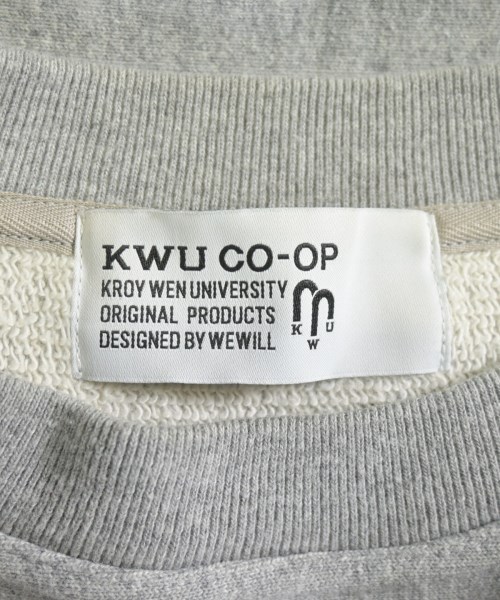 KWU CO-OP
KROY WEN UNIVERSITY
ORIGINAL PRODUCTS
DESIGNED BY WEWILL
K W U